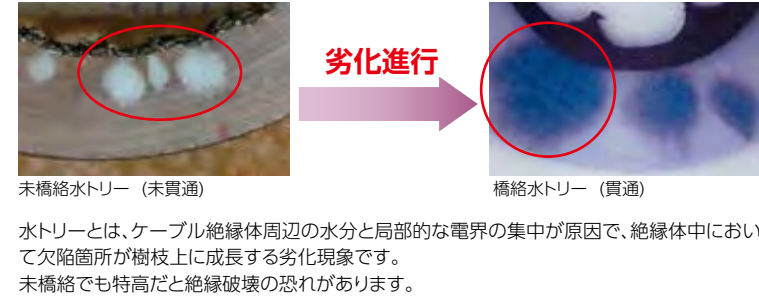 劣化進行
未橋絡水トリー (未貫通)
橋絡水トリー (貫通)
水トリーとは、ケーブル絶縁体周辺の水分と局部的な電界の集中が原因で、絶縁体中におい
て欠陥箇所が樹枝上に成長する劣化現象です。
未橋絡でも特高だと絶縁破壊の恐れがあります。